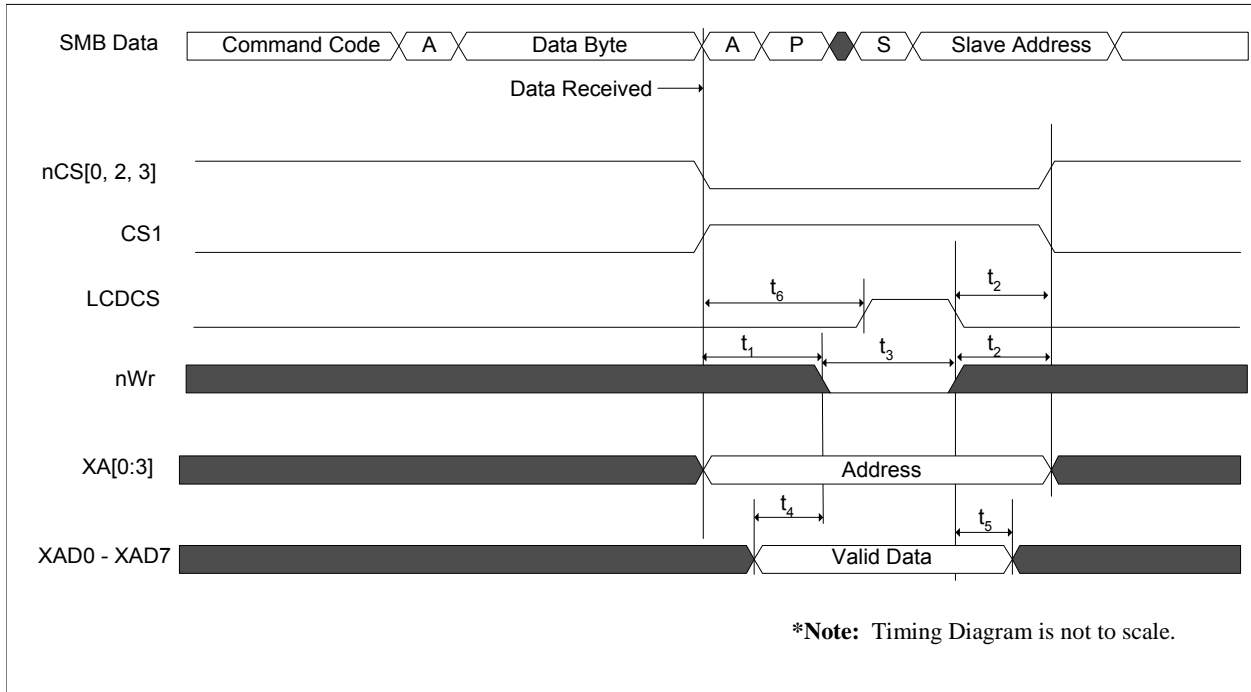 SMB Data Command Code A Data Byte A P S Slave Address
Data Received
nCS[0, 2, 3]
CS1
LCDCS t6 t2
nWr t1 t3 t2
XA[0:3] Address
t4 t5
XAD0 - XAD7 Valid Data
*Note: Timing Diagram is not to scale.